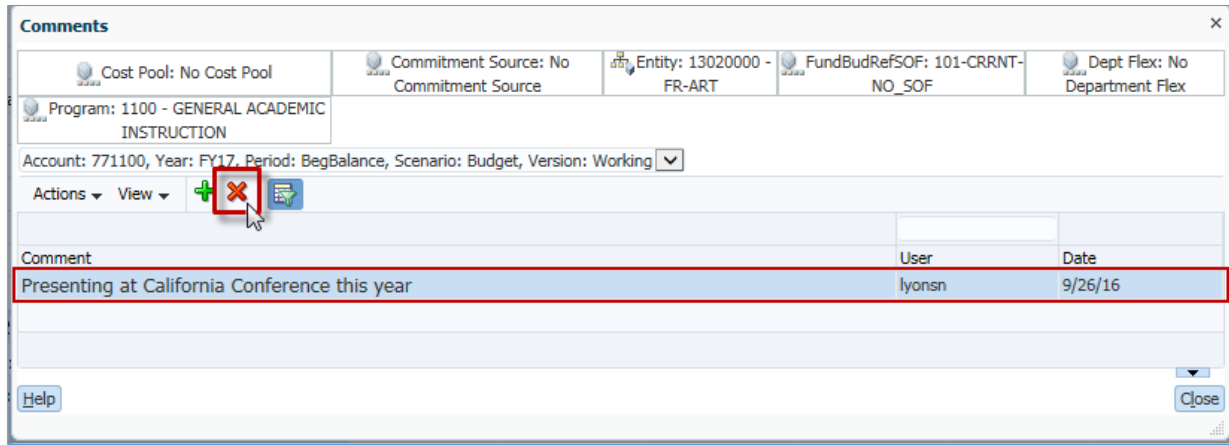 Comments
Cost Pool: No Cost Pool
Commitment Source: No
Commitment Source
Entity: 13020000 -
FR-ART
FundBudRefSOF: 101-CRRNT-
NO_SOF
Dept Flex: No
Department Flex
Program: 1100 - GENERAL ACADEMIC
INSTRUCTION
Account: 771100, Year: FY17, Period: BegBalance, Scenario: Budget, Version: Working
Actions View
Comment User Date
Presenting at California Conference this year lyonsn 9/26/16
Help Close